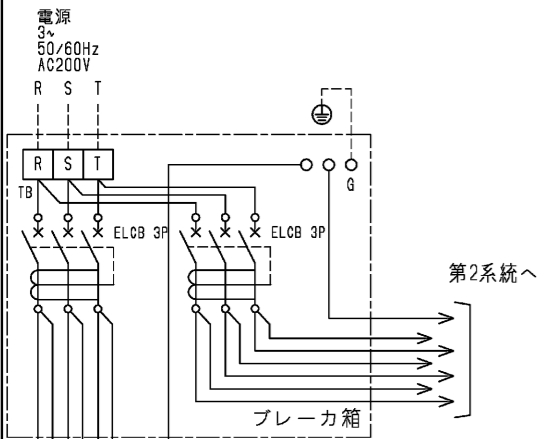 電源
3~
50/60Hz
AC200V
R S T
R S T
TB
G
ELCB 3P
ELCB 3P
第2系統へ
ブレーカ箱